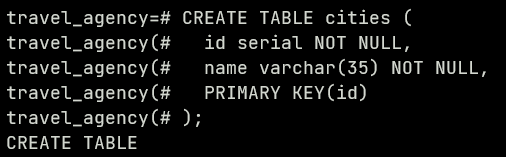 travel_agency=# CREATE TABLE cities (
travel_agency(#   id serial NOT NULL,
travel_agency(#   name varchar(35) NOT NULL,
travel_agency(#   PRIMARY KEY(id)
travel_agency(# );
CREATE TABLE